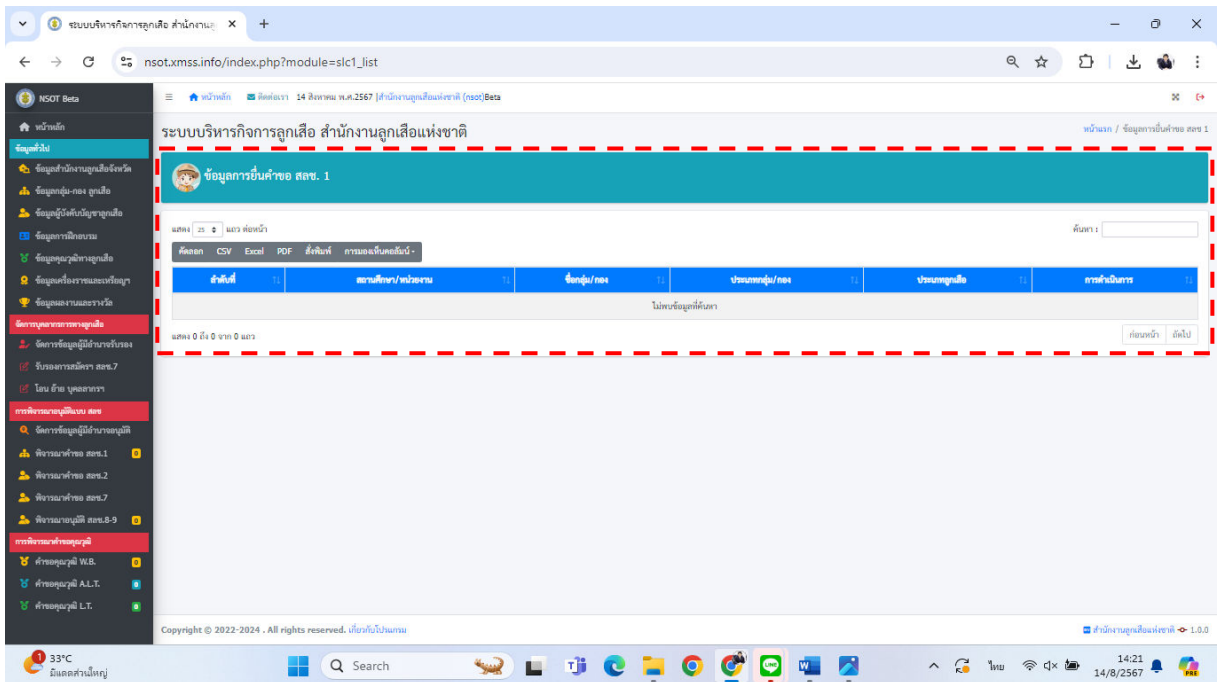 ระบบบริหารกิจการลูกเสือ สำนักงานลู
nsot.xmss.info/index.php?module=slc1_list
NSOT Beta
หน้าหลัก ติดต่อเรา 14 สิงหาคม พ.ศ.2567 |สำนักงานลูกเสือแห่งชาติ (nsot)Beta
หน้าหลัก
ข้อมูลทั่วไป
ข้อมูลสำนักงานลูกเสือจังหวัด
ข้อมูลกลุ่ม-กอง ลูกเสือ
ข้อมูลผู้บังคับบัญชาลูกเสือ
ข้อมูลการฝึกอบรม
ข้อมูลคุณวุฒิทางลูกเสือ
ข้อมูลเครื่องราชและเหรียญฯ
ข้อมูลผลงานและรางวัล
จัดการบุคลากรทางลูกเสือ
จัดการข้อมูลผู้มีอำนาจรับรอง
รับรองการสมัครฯ สลช.7
โอน ย้าย บุคลากรฯ
การพิจารณาอนุมัติแบบ สลช
จัดการข้อมูลผู้มีอำนาจอนุมัติ
พิจารณาคำขอ สลช.1 0
พิจารณาคำขอ สลช.2
พิจารณาคำขอ สลช.7
พิจารณาอนุมัติ สลช.8-9 0
การพิจารณาคำขอคุณวุฒิ
คำขอคุณวุฒิ W.B. 0
คำขอคุณวุฒิ A.L.T. 0
คำขอคุณวุฒิ L.T. 0
ระบบบริหารกิจการลูกเสือ สำนักงานลูกเสือแห่งชาติ
หน้าแรก / ข้อมูลการยื่นคำขอ สลช 1
ข้อมูลการยื่นคำขอ สลช. 1
แสดง 25 แถว ต่อหน้า
ค้นหา :
คัดลอก CSV Excel PDF สั่งพิมพ์ การมองเห็นคอลัมน์
ลำดับที่ สถานศึกษา/หน่วยงาน ชื่อกลุ่ม/กอง ประเภทกลุ่ม/กอง ประเภทลูกเสือ การดำเนินการ
ไม่พบข้อมูลที่ค้นหา
แสดง 0 ถึง 0 จาก 0 แถว
ก่อนหน้า ถัดไป
Copyright © 2022-2024 . All rights reserved. เกี่ยวกับโปรแกรม
สำนักงานลูกเสือแห่งชาติ 1.0.0
1
33°C
มีแดดส่วนใหญ่
Search
ไทย
14:21
14/8/2567